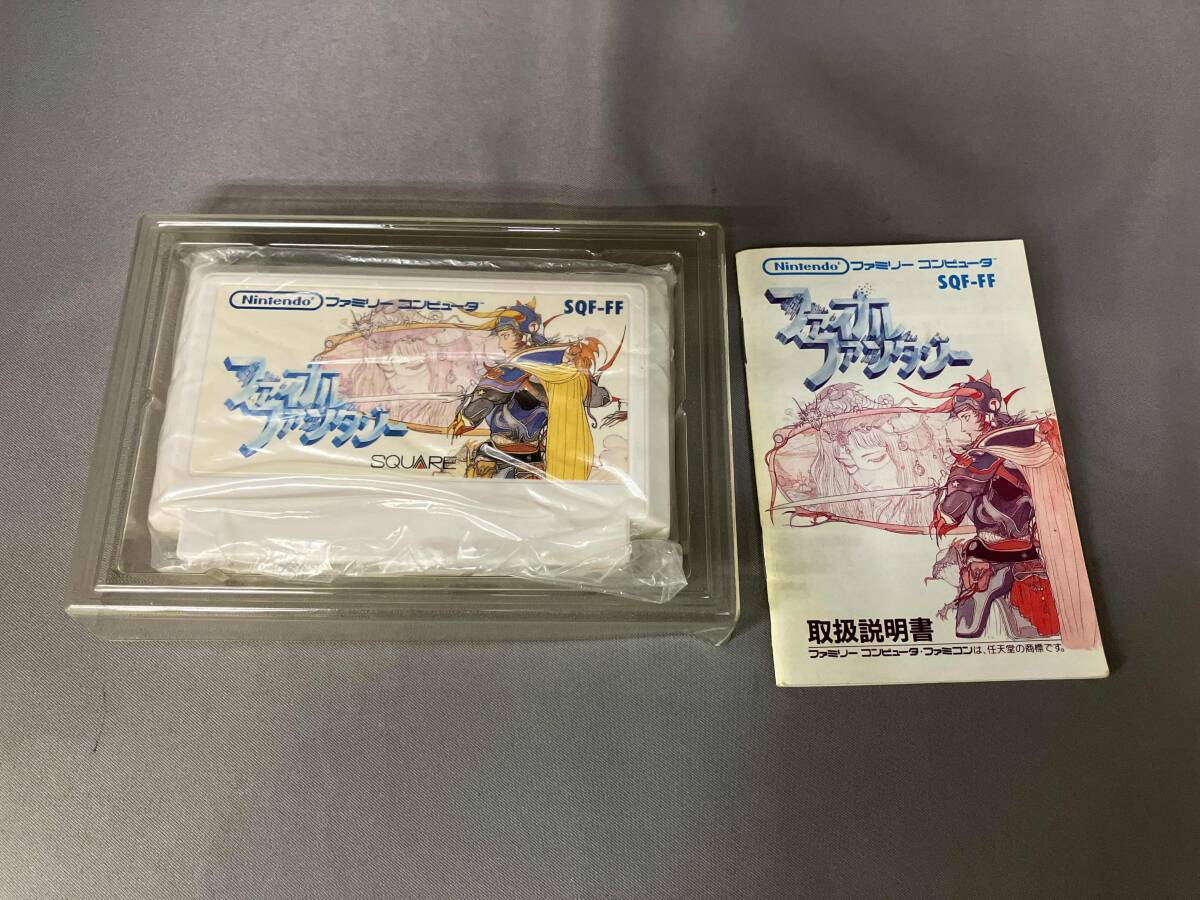 Nintendo® ファミリー コンピュータ™
SQF-FF
ファイナル
ファンタジー
SQUARE
Nintendo® ファミリー コンピュータ™
SQF-FF
ファイナル
ファンタジー
取扱説明書
ファミリー コンピュータ・ファミコンは、任天堂の商標です。